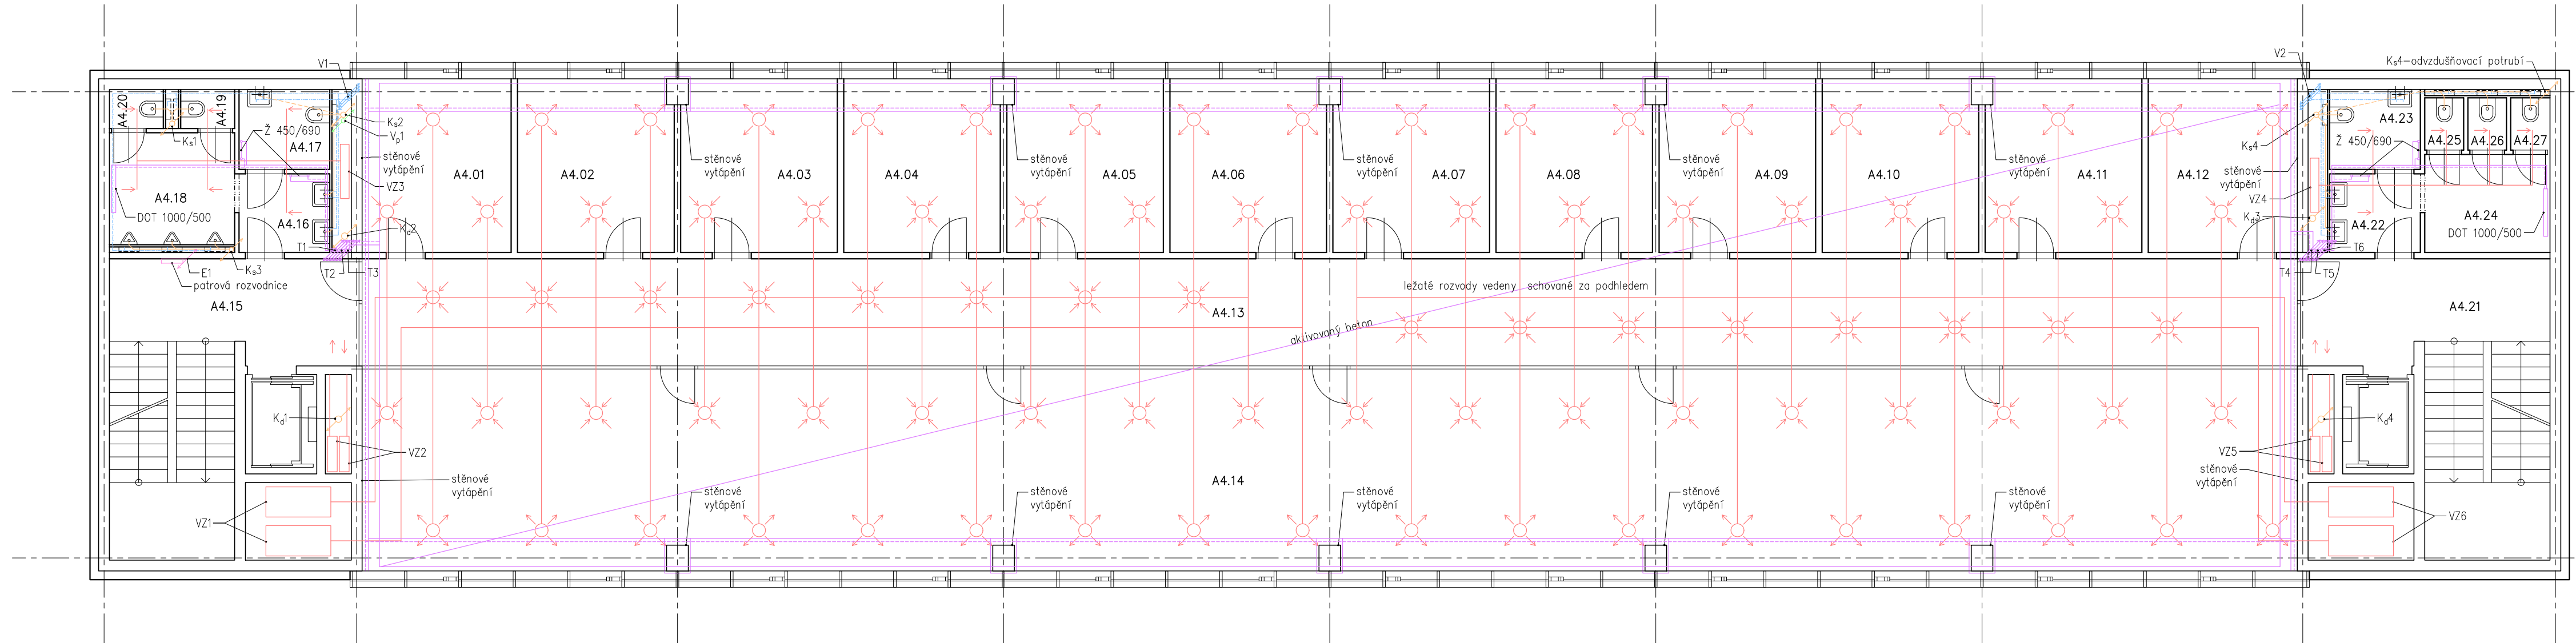 V1
V2
Ks4-odvzdušňovací potrubí
A4.20
A4.19
Ks1
Ž 450/690
A4.17
Ks2
Vp1
stěnové
vytápění
VZ3
A4.18
DOT 1000/500
A4.16
T1
T2
T3
Kd2
Ks3
E1
patrová rozvodnice
A4.15
A4.01
A4.02
stěnové
vytápění
A4.03
A4.04
stěnové
vytápění
A4.05
A4.06
stěnové
vytápění
A4.07
A4.08
stěnové
vytápění
A4.09
A4.10
stěnové
vytápění
A4.11
A4.12
stěnové
vytápění
VZ4
Kd3
Ks4
A4.23
Ž 450/690
A4.25
A4.26
A4.27
A4.22
A4.24
DOT 1000/500
T6
T4
T5
A4.21
ležaté rozvody vedeny schované za podhledem
A4.13
aktivovaný beton
Kd1
VZ2
VZ1
stěnové
vytápění
stěnové
vytápění
stěnové
vytápění
A4.14
stěnové
vytápění
stěnové
vytápění
stěnové
vytápění
Kd4
VZ5
stěnové
vytápění
VZ6